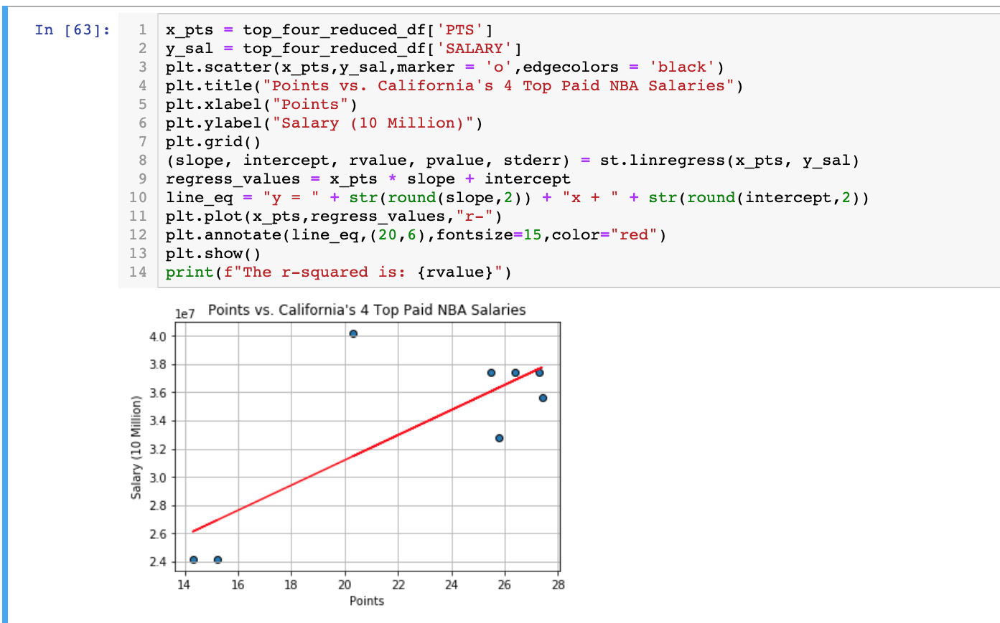 In [63]:
1 x_pts = top_four_reduced_df['PTS']
2 y_sal = top_four_reduced_df['SALARY']
3 plt.scatter(x_pts,y_sal,marker = 'o',edgecolors = 'black')
4 plt.title("Points vs. California's 4 Top Paid NBA Salaries")
5 plt.xlabel("Points")
6 plt.ylabel("Salary (10 Million)")
7 plt.grid()
8 (slope, intercept, rvalue, pvalue, stderr) = st.linregress(x_pts, y_sal)
9 regress_values = x_pts * slope + intercept
10 line_eq = "y = " + str(round(slope,2)) + "x + " + str(round(intercept,2))
11 plt.plot(x_pts,regress_values,"r-")
12 plt.annotate(line_eq,(20,6),fontsize=15,color="red")
13 plt.show()
14 print(f"The r-squared is: {rvalue}")
1e7 Points vs. California's 4 Top Paid NBA Salaries
4.0
3.8
3.6
3.4
3.2
3.0
2.8
2.6
2.4
Salary (10 Million)
14 16 18 20 22 24 26 28
Points